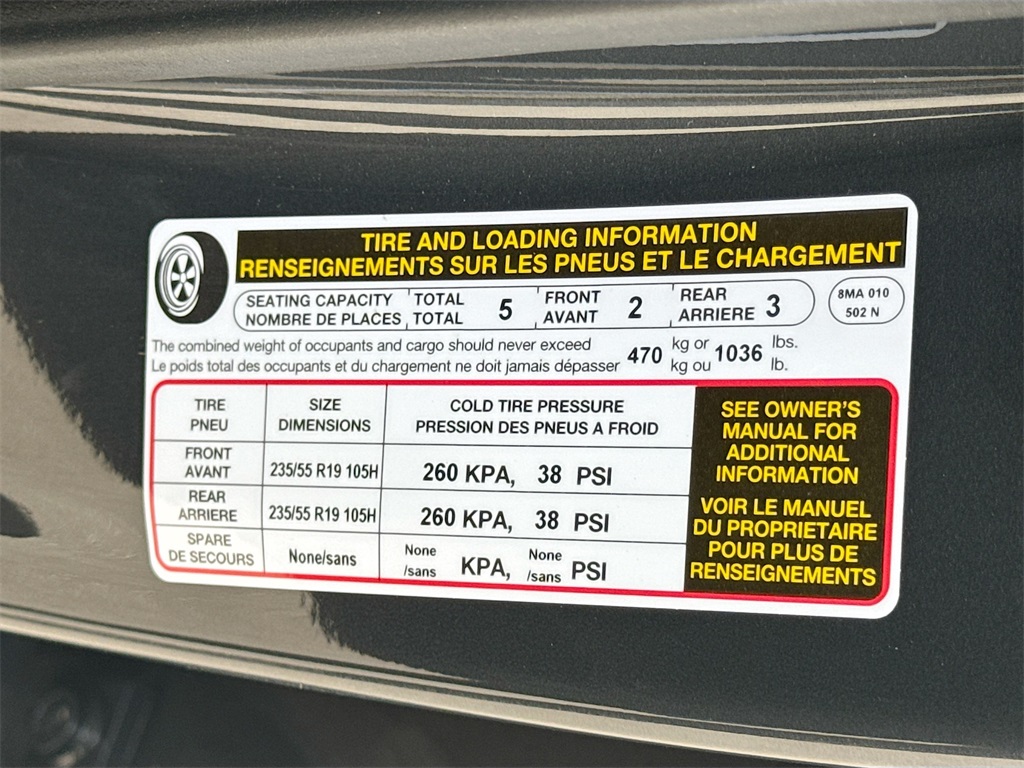 TIRE AND LOADING INFORMATION
RENSEIGNEMENTS SUR LES PNEUS ET LE CHARGEMENT
SEATING CAPACITY TOTAL 5 FRONT 2 REAR 3
NOMBRE DE PLACES TOTAL AVANT ARRIERE
8MA 010
502 N
The combined weight of occupants and cargo should never exceed 470 kg or 1036 lbs.
Le poids total des occupants et du chargement ne doit jamais dépasser kg ou lb.
TIRE SIZE COLD TIRE PRESSURE
PNEU DIMENSIONS PRESSION DES PNEUS A FROID
FRONT
AVANT 235/55 R19 105H 260 KPA, 38 PSI
REAR
ARRIERE 235/55 R19 105H 260 KPA, 38 PSI
SPARE
DE SECOURS None/sans None /sans KPA, None /sans PSI
SEE OWNER'S
MANUAL FOR
ADDITIONAL
INFORMATION
VOIR LE MANUEL
DU PROPRIETAIRE
POUR PLUS DE
RENSEIGNEMENTS